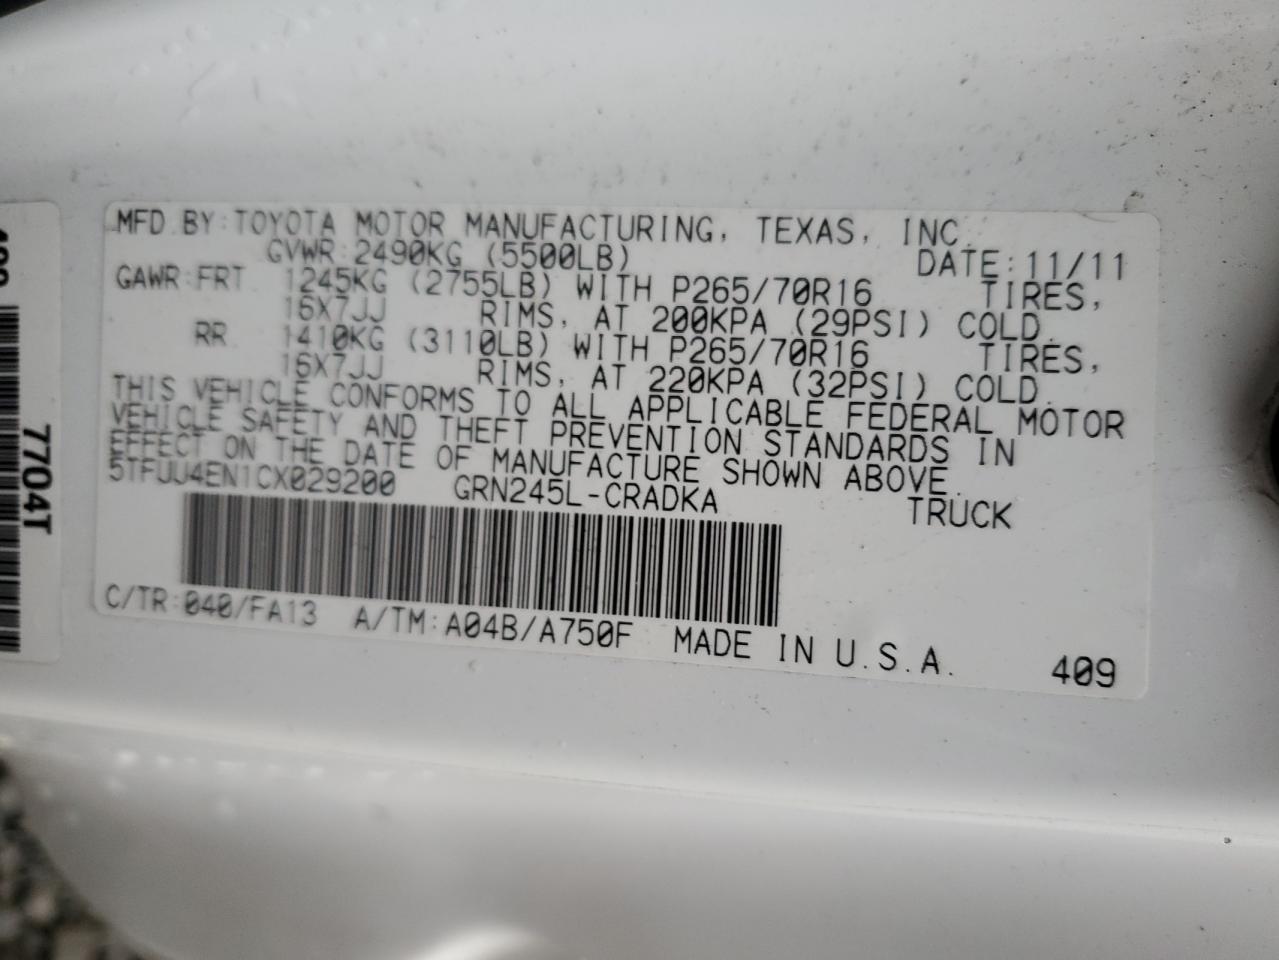 MFD. BY: TOYOTA MOTOR MANUFACTURING, TEXAS, INC.
GVWR: 2490KG (5500LB) DATE: 11/11
GAWR: FRT. 1245KG (2755LB) WITH P265/70R16 TIRES,
16X7JJ RIMS, AT 200KPA (29PSI) COLD.
RR. 1410KG (3110LB) WITH P265/70R16 TIRES,
16X7JJ RIMS, AT 220KPA (32PSI) COLD.
THIS VEHICLE CONFORMS TO ALL APPLICABLE FEDERAL MOTOR
VEHICLE SAFETY AND THEFT PREVENTION STANDARDS IN
EFFECT ON THE DATE OF MANUFACTURE SHOWN ABOVE.
5TFUU4EN1CX029200 GRN245L-CRADKA TRUCK
C/TR: 040/FA13 A/TM: A04B/A750F MADE IN U.S.A. 409
7704T